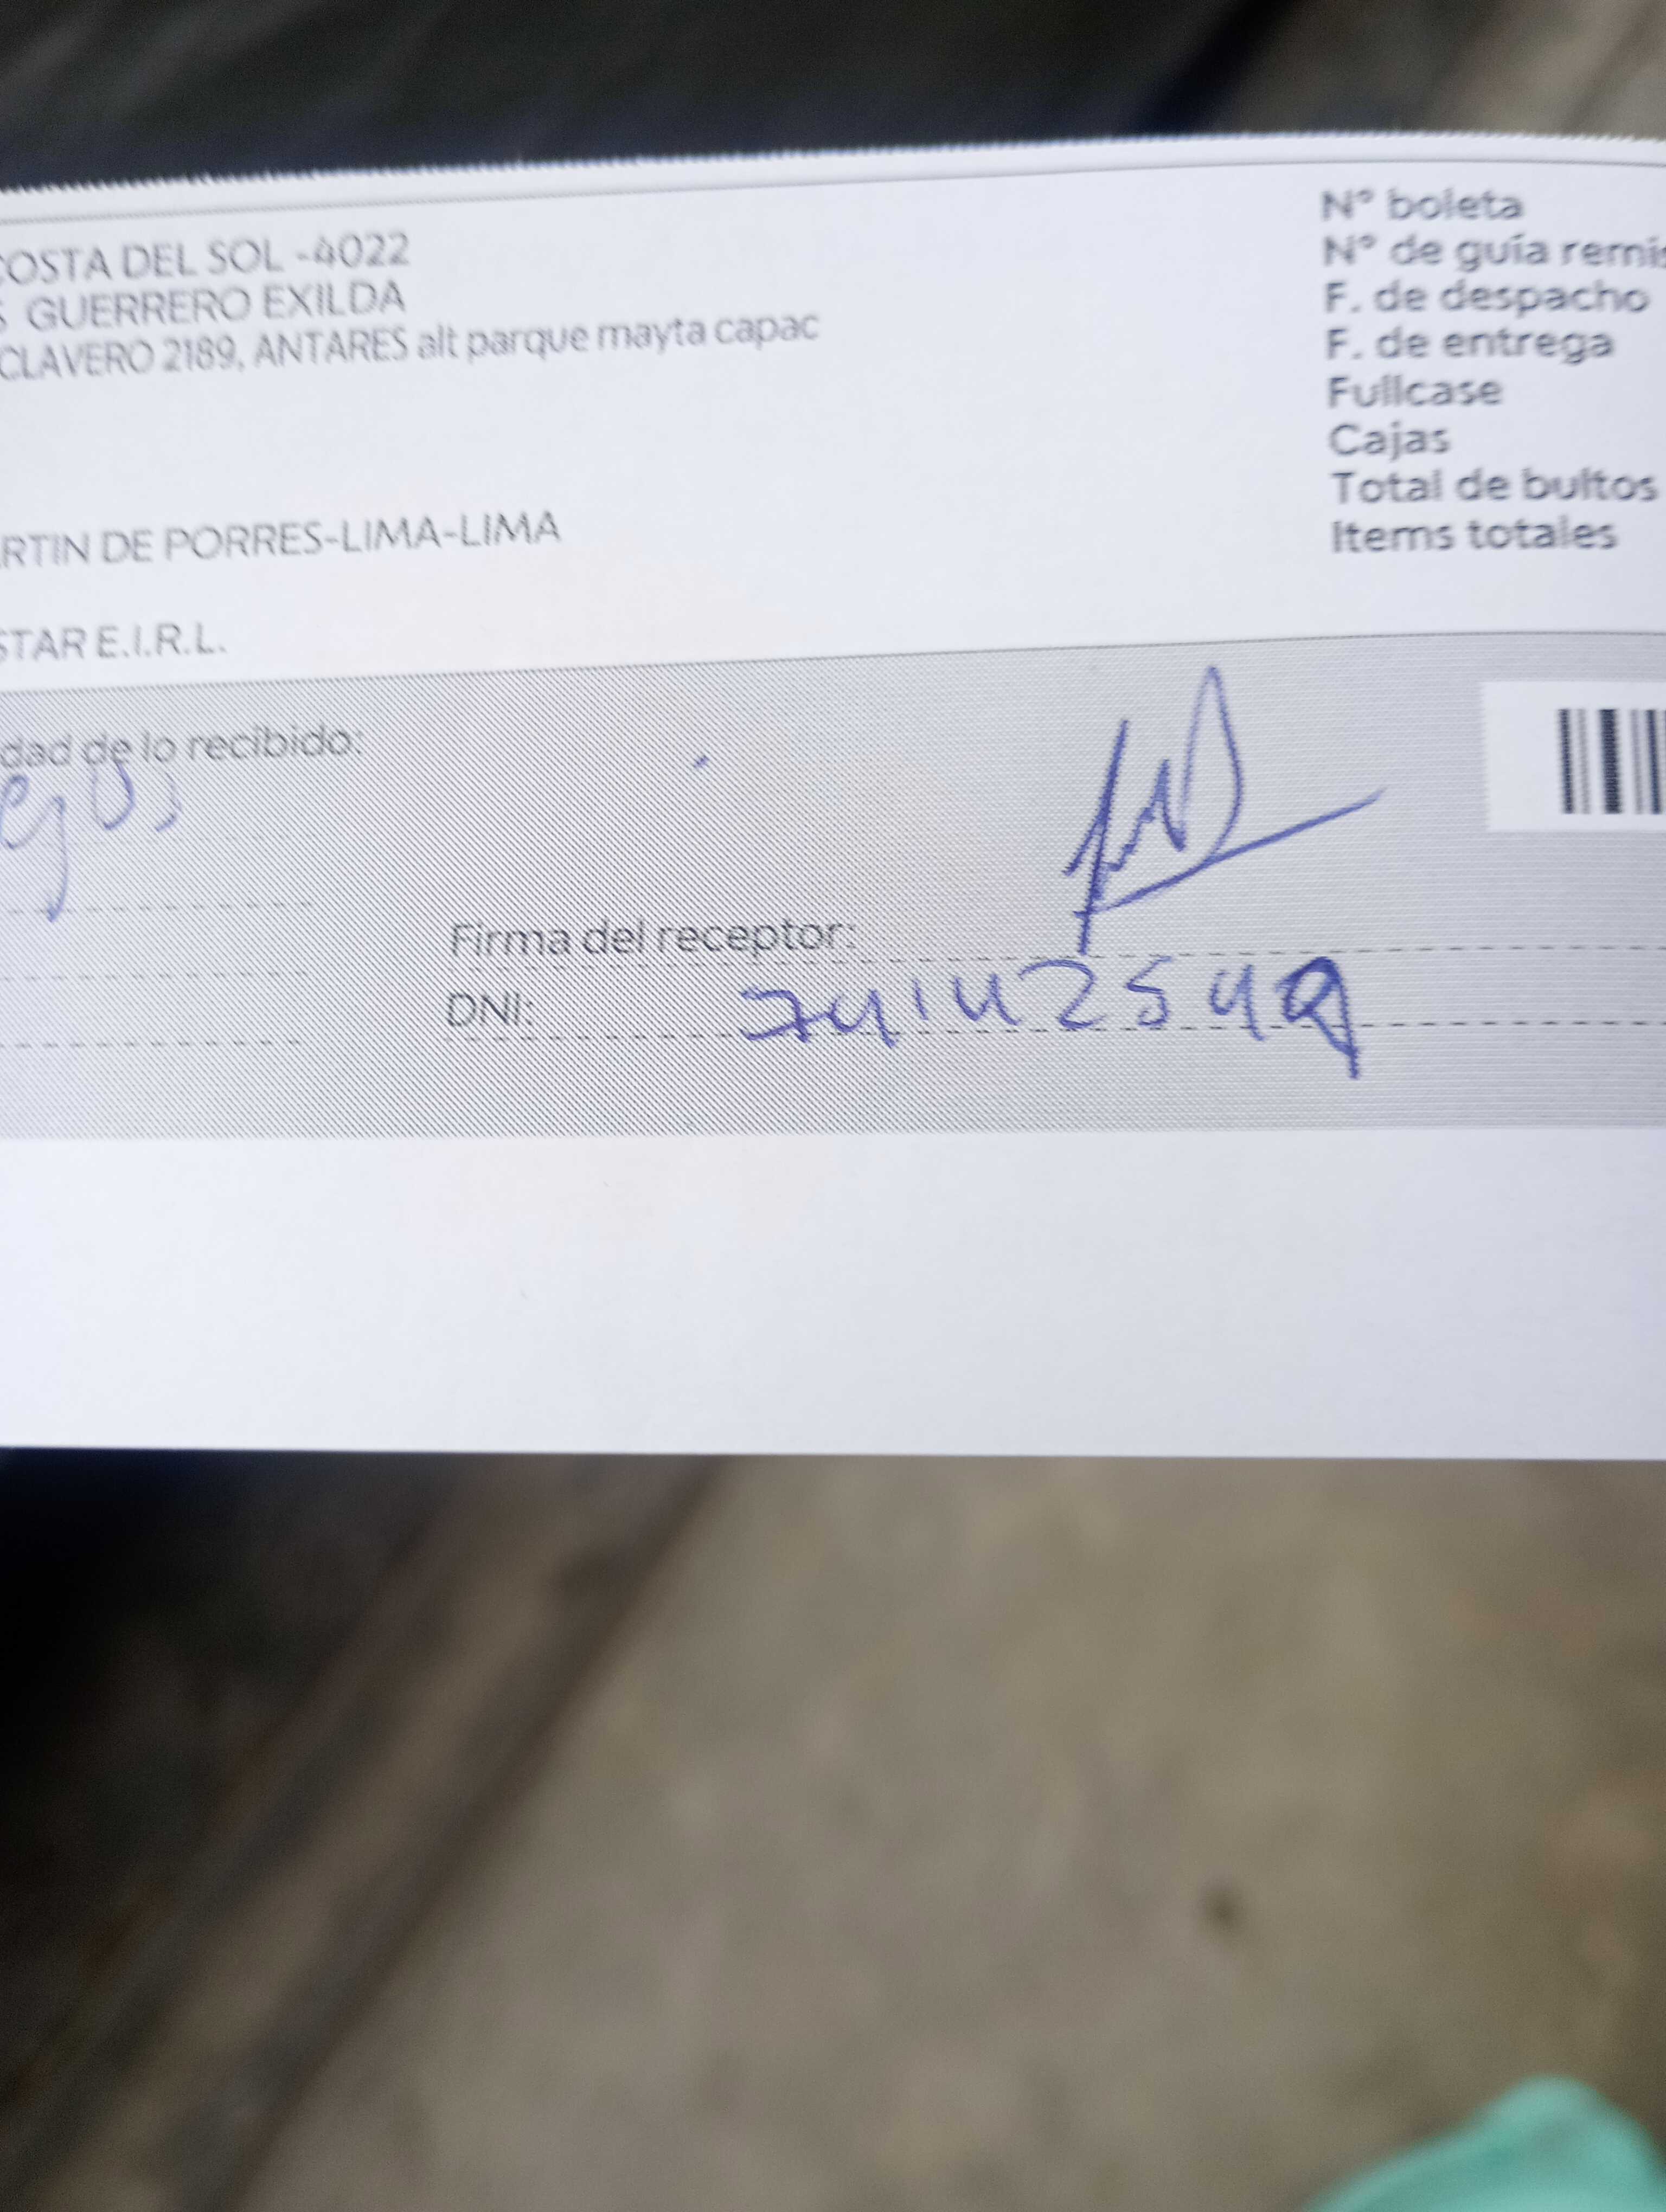 COSTA DEL SOL -4022
S GUERRERO EXILDA
CLAVERO 2189, ANTARES alt parque mayta capac
RTIN DE PORRES-LIMA-LIMA
STAR E.I.R.L.
N° boleta
N° de guía remis
F. de despacho
F. de entrega
Fullcase
Cajas
Total de bultos
Items totales
dad de lo recibido:
Firma del receptor:
DNI: 74142549